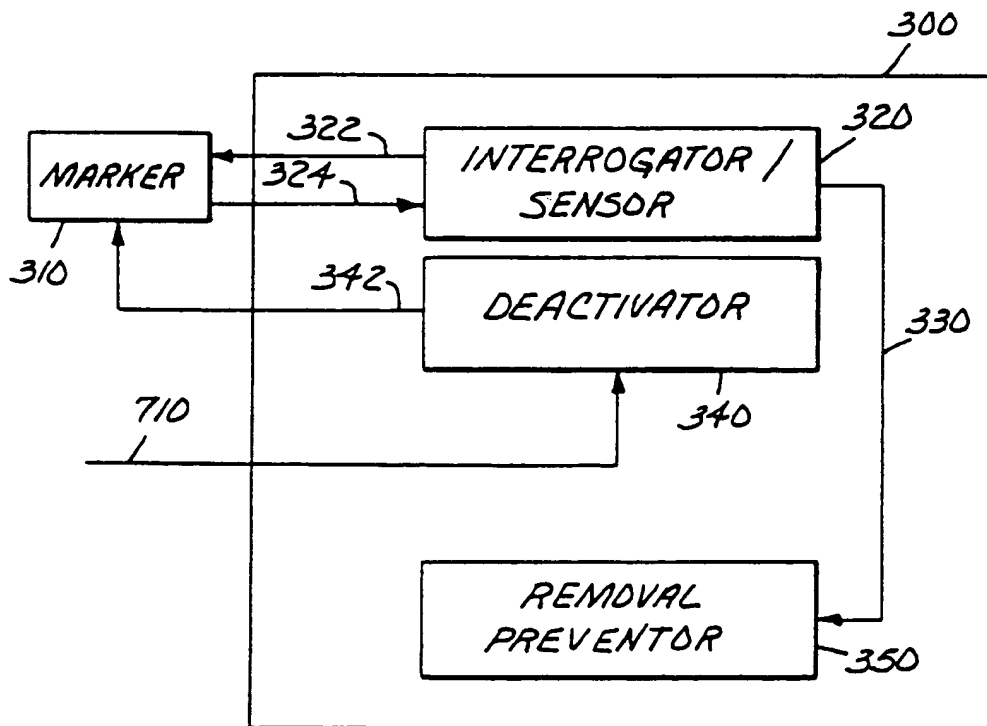 300
322
INTERROGATOR /
SENSOR
320
MARKER
324
310
342
DEACTIVATOR
330
340
710
REMOVAL
PREVENTOR
350